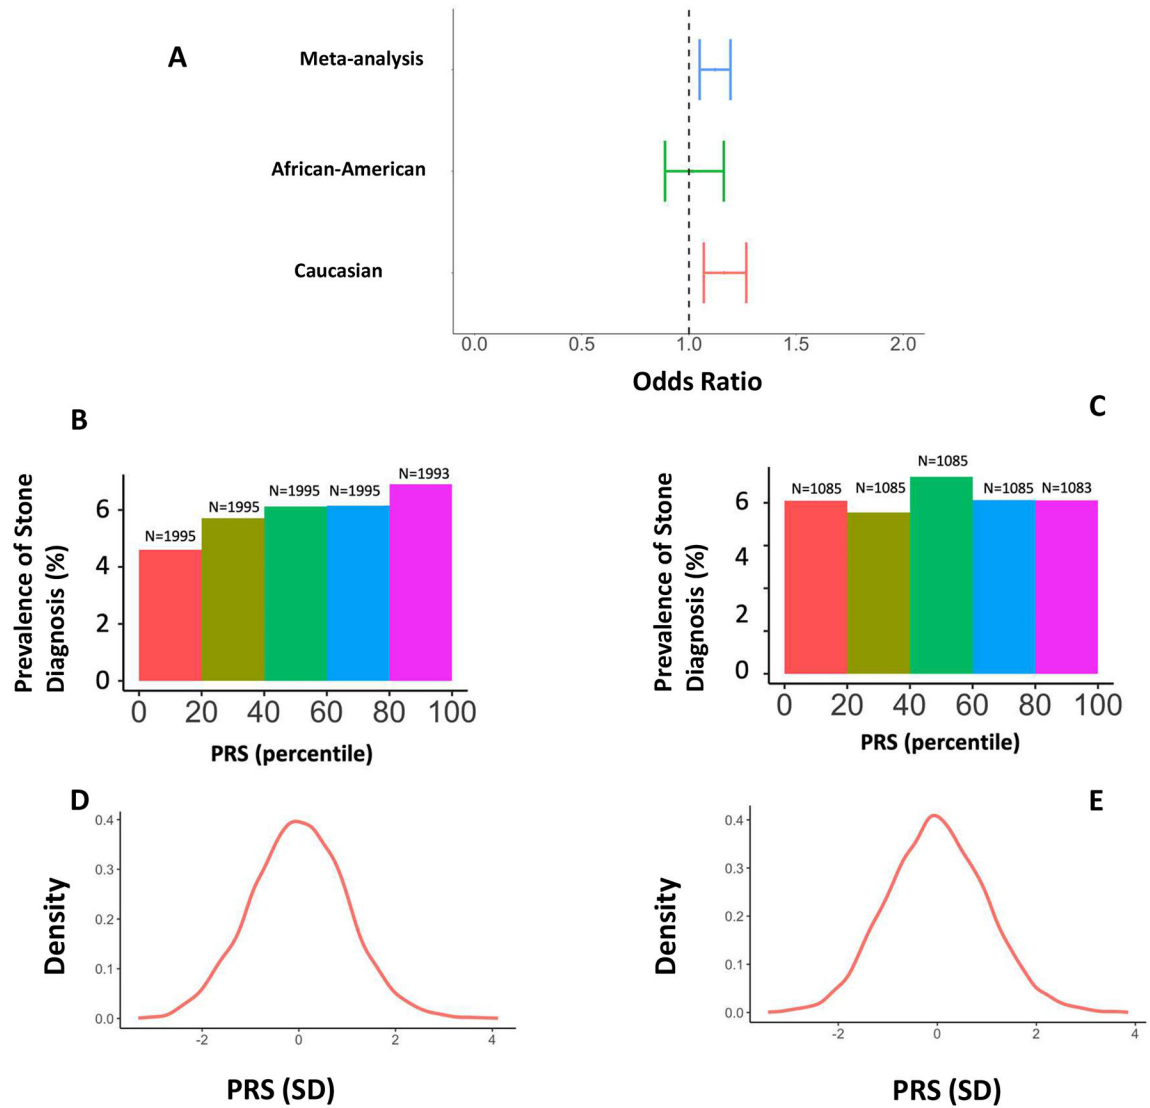 A
Meta-analysis
African-American
Caucasian
0.0 0.5 1.0 1.5 2.0
Odds Ratio
B
Prevalence of Stone
Diagnosis (%)
6
4
2
0
N=1995
N=1995
N=1995
N=1995
N=1993
0 20 40 60 80 100
PRS (percentile)
C
Prevalence of Stone
Diagnosis (%)
6
4
2
0
N=1085
N=1085
N=1085
N=1085
N=1083
0 20 40 60 80 100
PRS (percentile)
D
Density
0.4
0.3
0.2
0.1
0.0
-2 0 2 4
PRS (SD)
E
Density
0.4
0.3
0.2
0.1
0.0
-2 0 2 4
PRS (SD)